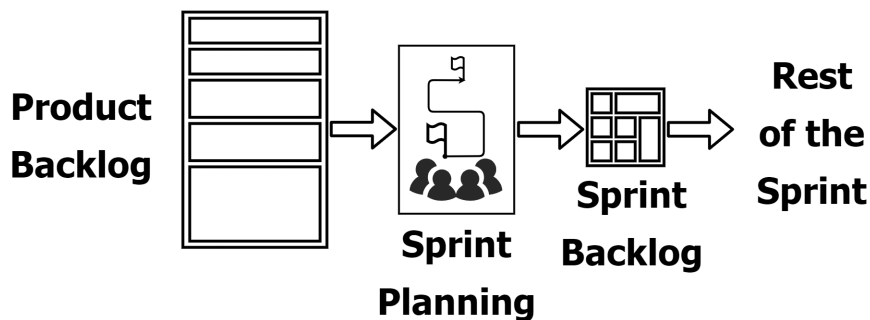 Product
Backlog
Sprint
Planning
Sprint
Backlog
Rest
of the
Sprint